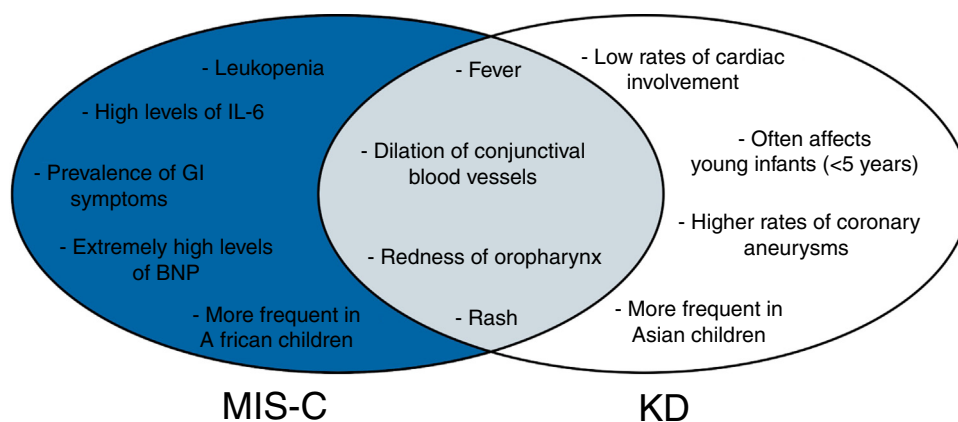 - Leukopenia
- High levels of IL-6
- Prevalence of GI
symptoms
- Extremely high levels
of BNP
- More frequent in
A frican children
- Fever
- Dilation of conjunctival
blood vessels
- Redness of oropharynx
- Rash
- Low rates of cardiac
involvement
- Often affects
young infants (<5 years)
- Higher rates of coronary
aneurysms
- More frequent in
Asian children
MIS-C
KD